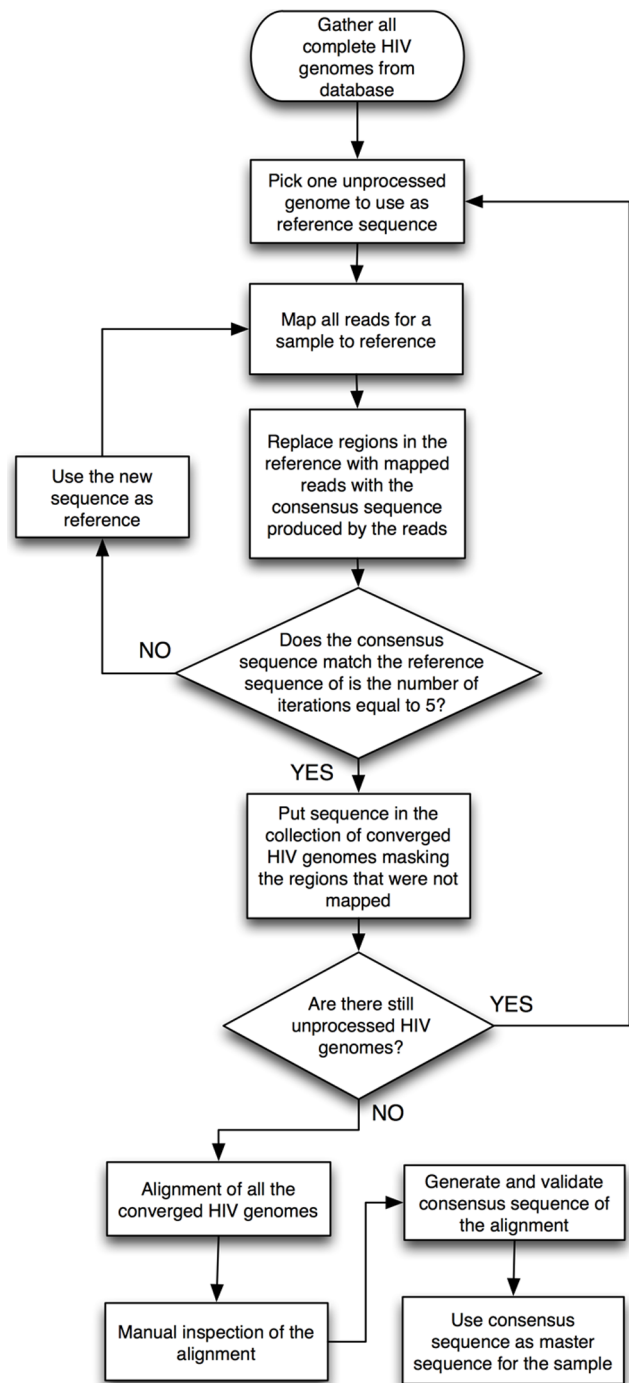 Gather all
complete HIV
genomes from
database
Pick one unprocessed
genome to use as
reference sequence
Map all reads for a
sample to reference
Replace regions in the
reference with mapped
reads with the
consensus sequence
produced by the reads
Use the new
sequence as
reference
NO
Does the consensus
sequence match the reference
sequence of is the number of
iterations equal to 5?
YES
Put sequence in the
collection of converged
HIV genomes masking
the regions that were not
mapped
Are there still
unprocessed HIV
genomes?
YES
NO
Alignment of all the
converged HIV genomes
Manual inspection of the
alignment
Generate and validate
consensus sequence of
the alignment
Use consensus
sequence as master
sequence for the sample